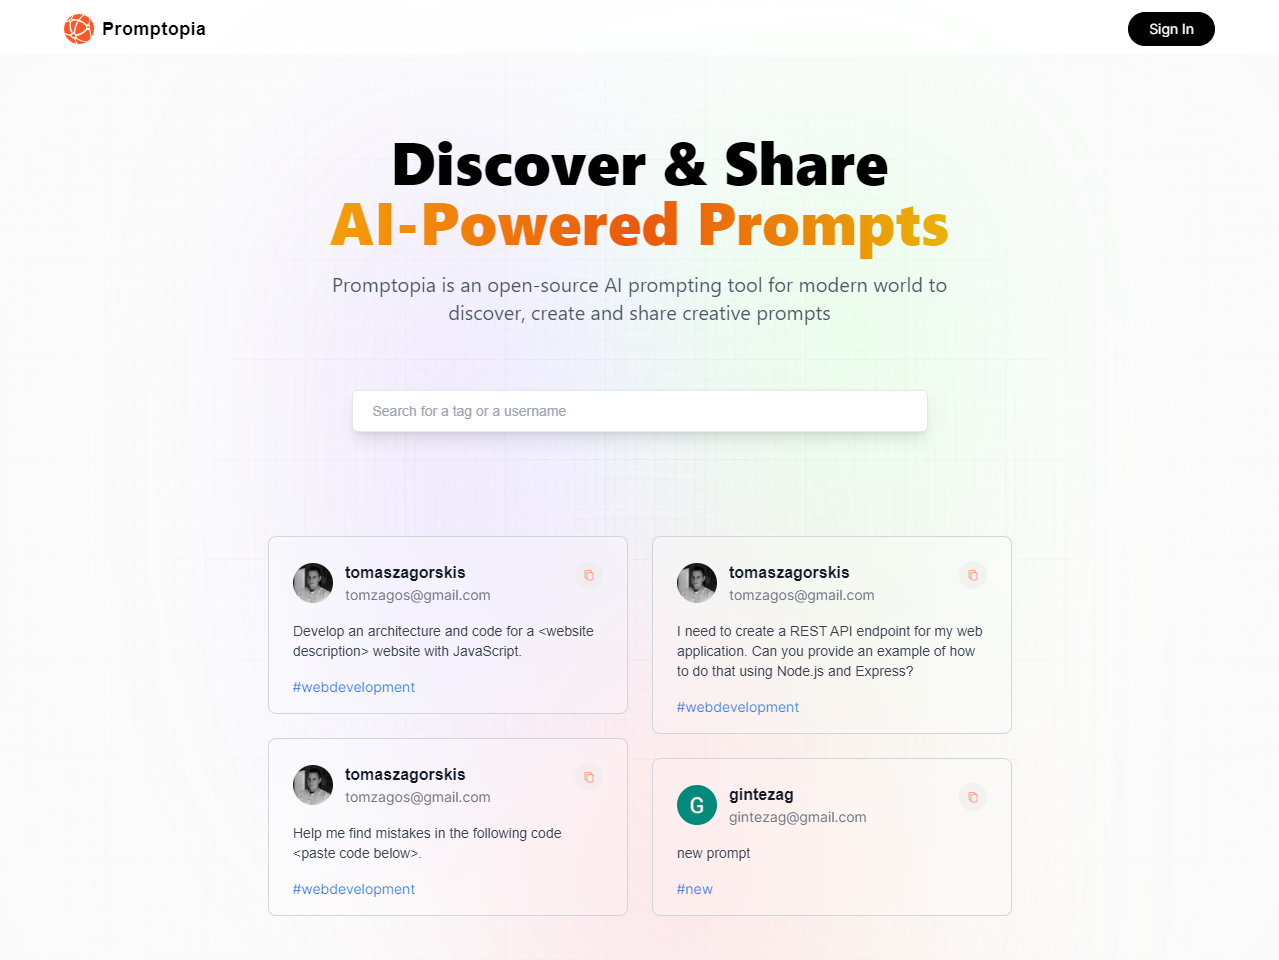 Promptopia
Sign In
Discover & Share
AI-Powered Prompts
Promptopia is an open-source AI prompting tool for modern world to
discover, create and share creative prompts
Search for a tag or a username
tomaszagorskis
tomzagos@gmail.com
Develop an architecture and code for a <website
description> website with JavaScript.
#webdevelopment
tomaszagorskis
tomzagos@gmail.com
I need to create a REST API endpoint for my web
application. Can you provide an example of how
to do that using Node.js and Express?
#webdevelopment
tomaszagorskis
tomzagos@gmail.com
Help me find mistakes in the following code
<paste code below>.
#webdevelopment
G
gintezag
gintezag@gmail.com
new prompt
#new